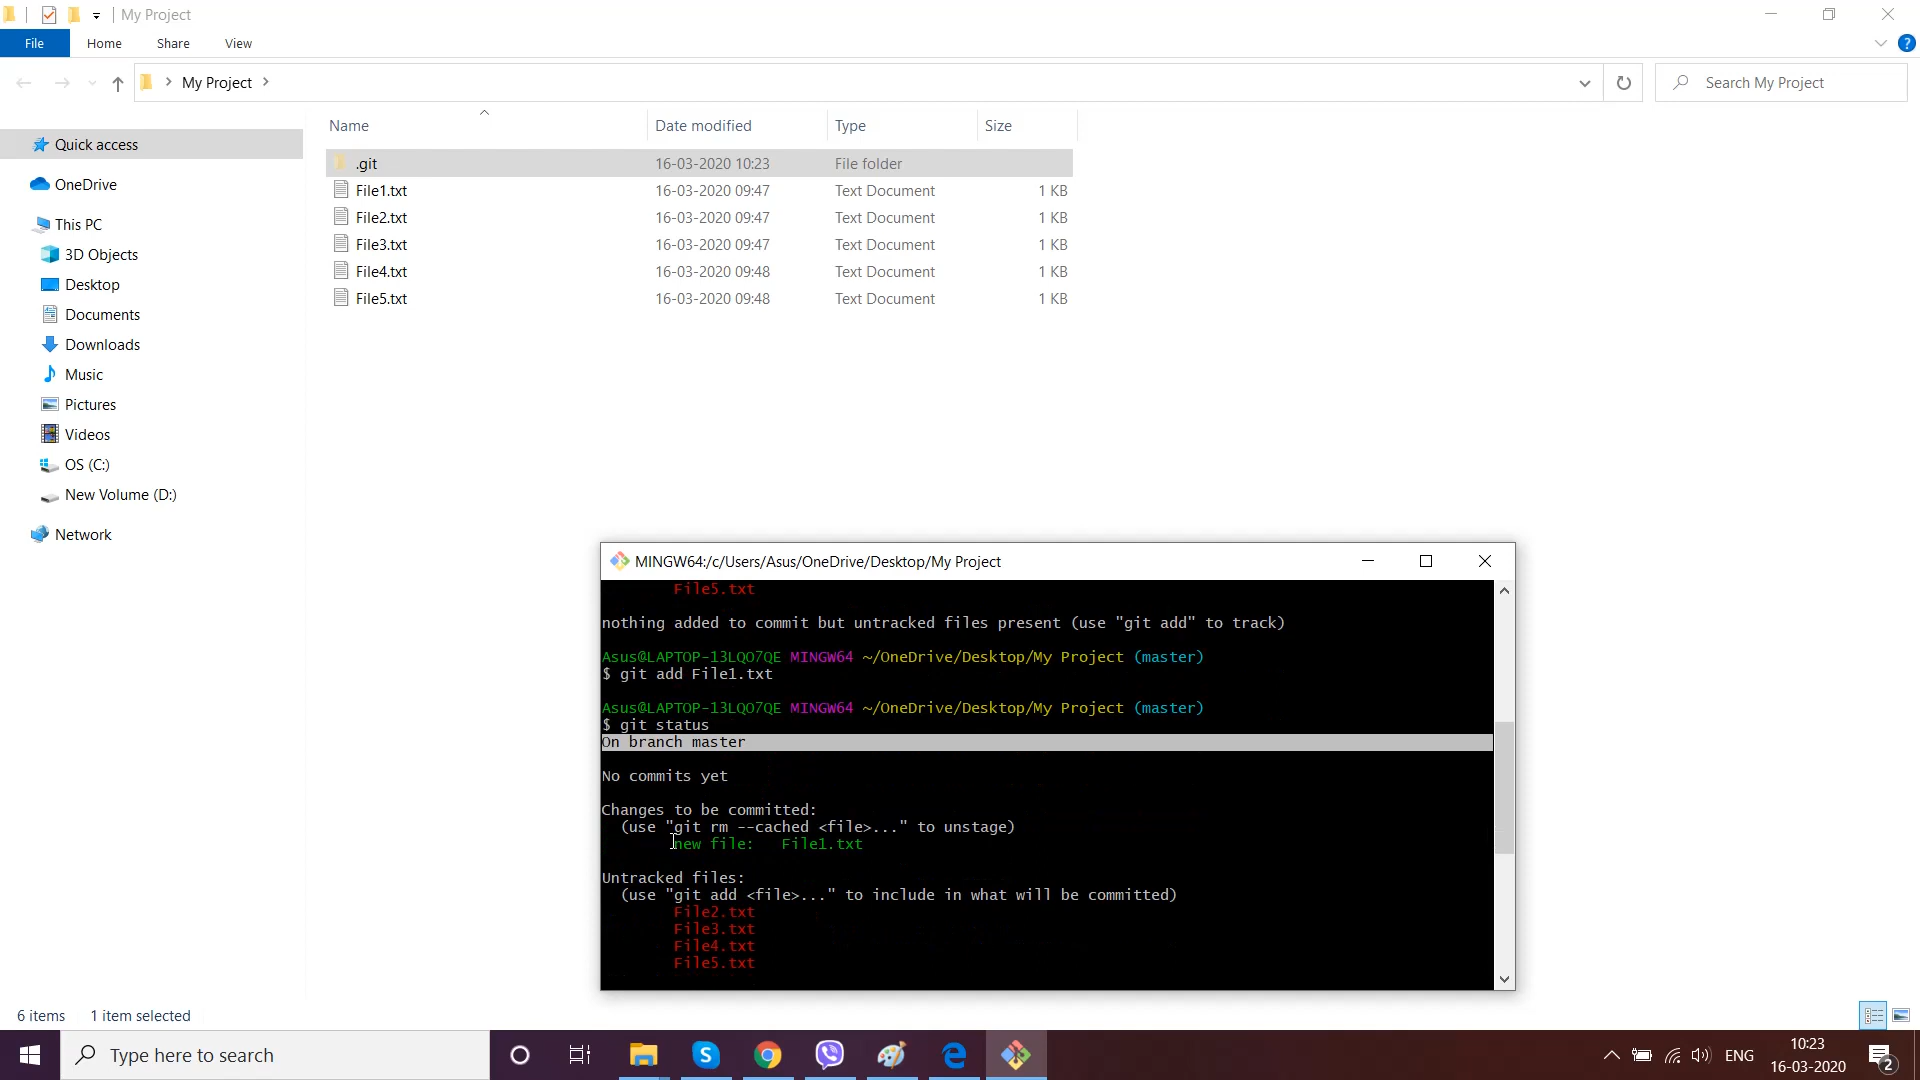 My Project
File Home Share View
My Project
Search My Project
Name Date modified Type Size
Quick access
OneDrive
This PC
3D Objects
Desktop
Documents
Downloads
Music
Pictures
Videos
OS (C:)
New Volume (D:)
Network
.git 16-03-2020 10:23 File folder
File1.txt 16-03-2020 09:47 Text Document 1 KB
File2.txt 16-03-2020 09:47 Text Document 1 KB
File3.txt 16-03-2020 09:47 Text Document 1 KB
File4.txt 16-03-2020 09:48 Text Document 1 KB
File5.txt 16-03-2020 09:48 Text Document 1 KB
MINGW64:/c/Users/Asus/OneDrive/Desktop/My Project
File5.txt
nothing added to commit but untracked files present (use "git add" to track)
Asus@LAPTOP-13LQO7QE MINGW64 ~/OneDrive/Desktop/My Project (master)
$ git add File1.txt
Asus@LAPTOP-13LQO7QE MINGW64 ~/OneDrive/Desktop/My Project (master)
$ git status
On branch master
No commits yet
Changes to be committed:
(use "git rm --cached <file>..." to unstage)
new file: File1.txt
Untracked files:
(use "git add <file>..." to include in what will be committed)
File2.txt
File3.txt
File4.txt
File5.txt
6 items 1 item selected
Type here to search
ENG
10:23
16-03-2020
2